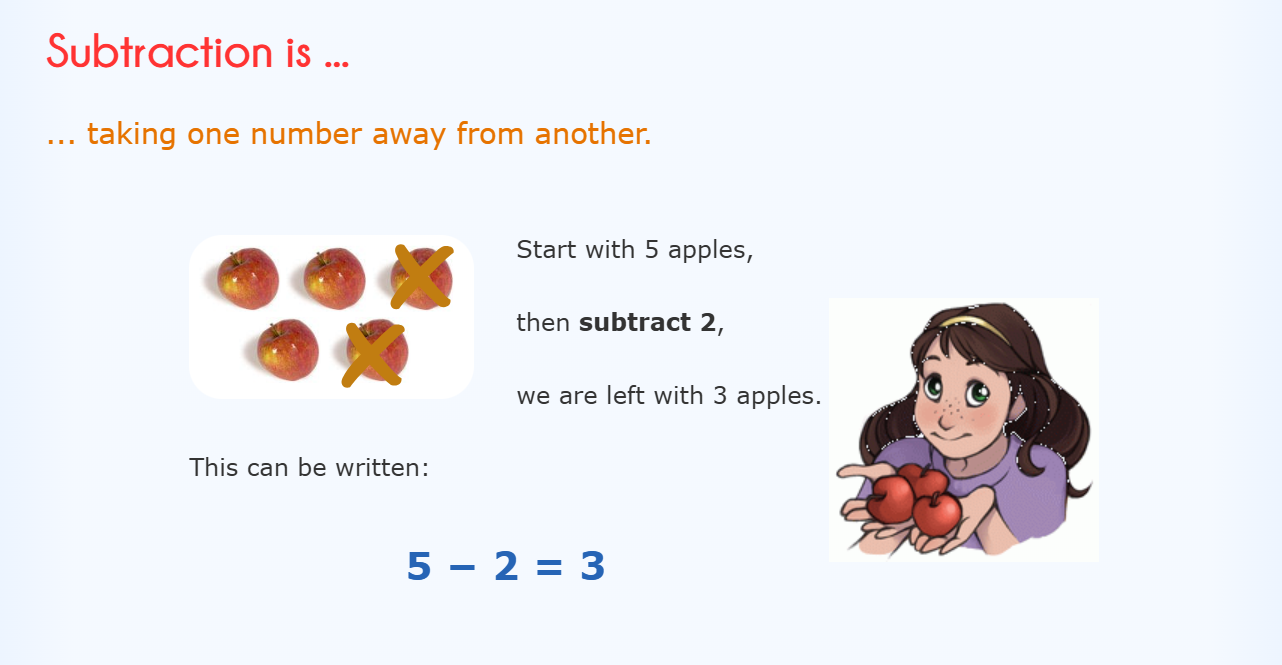 Subtraction is ...
... taking one number away from another.
Start with 5 apples,
then subtract 2,
we are left with 3 apples.
This can be written:
5 − 2 = 3